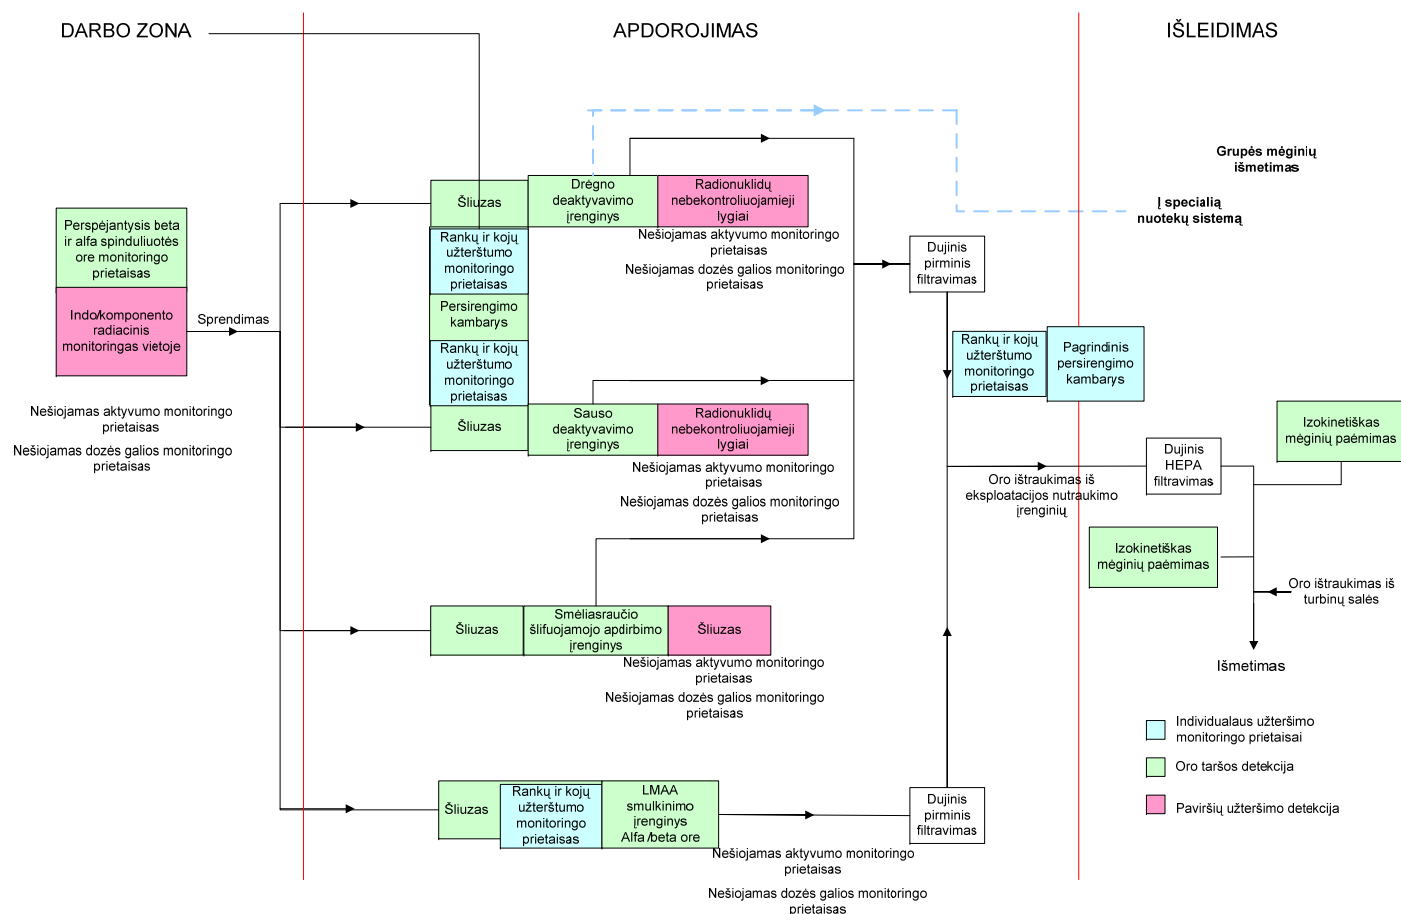 DARBO ZONA
APDOROJIMAS
IŠLEIDIMAS
Perspėjantysis beta
ir alfa spinduliuotės
ore monitoringo
prietaisas
Indo/komponento
radiacinis
monitoringas vietoje
Sprendimas
Nešiojamas aktyvumo monitoringo
prietaisas
Nešiojamas dozės galios monitoringo
prietaisas
Šliuzas
Drėgno
deaktyvavimo
įrenginys
Radionuklidų
nebekontroliuojamieji
lygiai
Nešiojamas aktyvumo monitoringo
prietaisas
Nešiojamas dozės galios monitoringo
prietaisas
Rankų ir kojų
užterštumo
monitoringo
prietaisas
Persirengimo
kambarys
Rankų ir kojų
užterštumo
monitoringo
prietaisas
Šliuzas
Sauso
deaktyvavimo
įrenginys
Radionuklidų
nebekontroliuojamieji
lygiai
Nešiojamas aktyvumo monitoringo
prietaisas
Nešiojamas dozės galios monitoringo
prietaisas
Šliuzas
Smėliasraučio
šlifuojamojo apdirbimo
įrenginys
Šliuzas
Nešiojamas aktyvumo monitoringo
prietaisas
Nešiojamas dozės galios monitoringo
prietaisas
Šliuzas
Rankų ir kojų
užterštumo
monitoringo
prietaisas
LMAA
smulkinimo
įrenginys
Alfa/beta ore
Nešiojamas aktyvumo monitoringo
prietaisas
Nešiojamas dozės galios monitoringo
prietaisas
Dujinis
pirminis
filtravimas
Dujinis
pirminis
filtravimas
Rankų ir kojų
užterštumo
monitoringo
prietaisas
Pagrindinis
persirengimo
kambarys
Oro ištraukimas iš
eksploatacijos nutraukimo
įrenginių
Grupės mėginių
išmetimas
Į specialią
nuotekų sistemą
Dujinis
HEPA
filtravimas
Izokinetiškas
mėginių paėmimas
Izokinetiškas
mėginių paėmimas
Oro ištraukimas iš
turbinų salės
Išmetimas
Individualaus užteršimo
monitoringo prietaisai
Oro taršos detekcija
Paviršių užteršimo detekcija